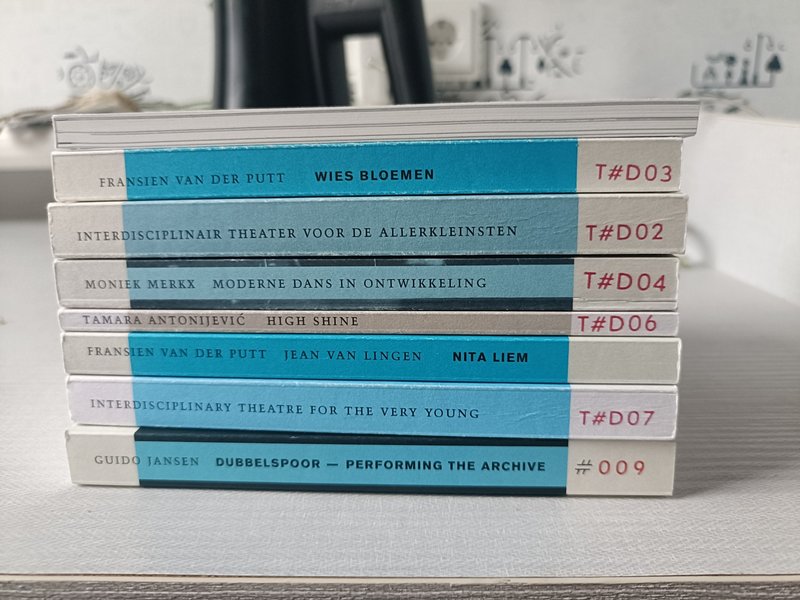 FRANSIEN VAN DER PUTT WIES BLOEMEN T#D03
INTERDISCIPLINAIR THEATER VOOR DE ALLERKLEINSTEN T#D02
MONIEK MERKX MODERNE DANS IN ONTWIKKELING T#D04
TAMARA ANTONIJEVIĆ HIGH SHINE T#D06
FRANSIEN VAN DER PUTT JEAN VAN LINGEN NITA LIEM
INTERDISCIPLINARY THEATRE FOR THE VERY YOUNG T#D07
GUIDO JANSEN DUBBELSPOOR — PERFORMING THE ARCHIVE #009